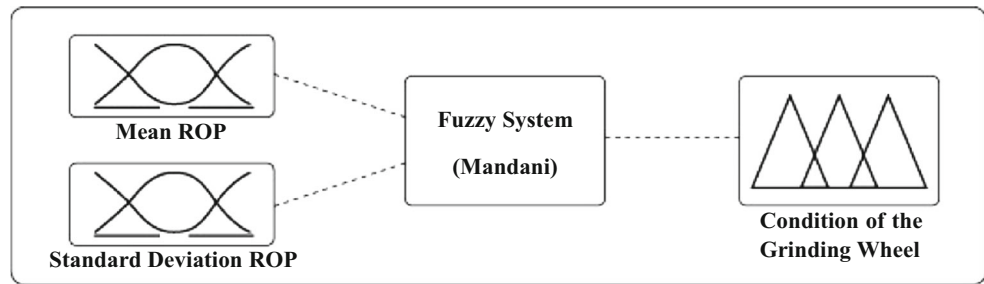 Mean ROP
Standard Deviation ROP
Fuzzy System
(Mandani)
Condition of the
Grinding Wheel